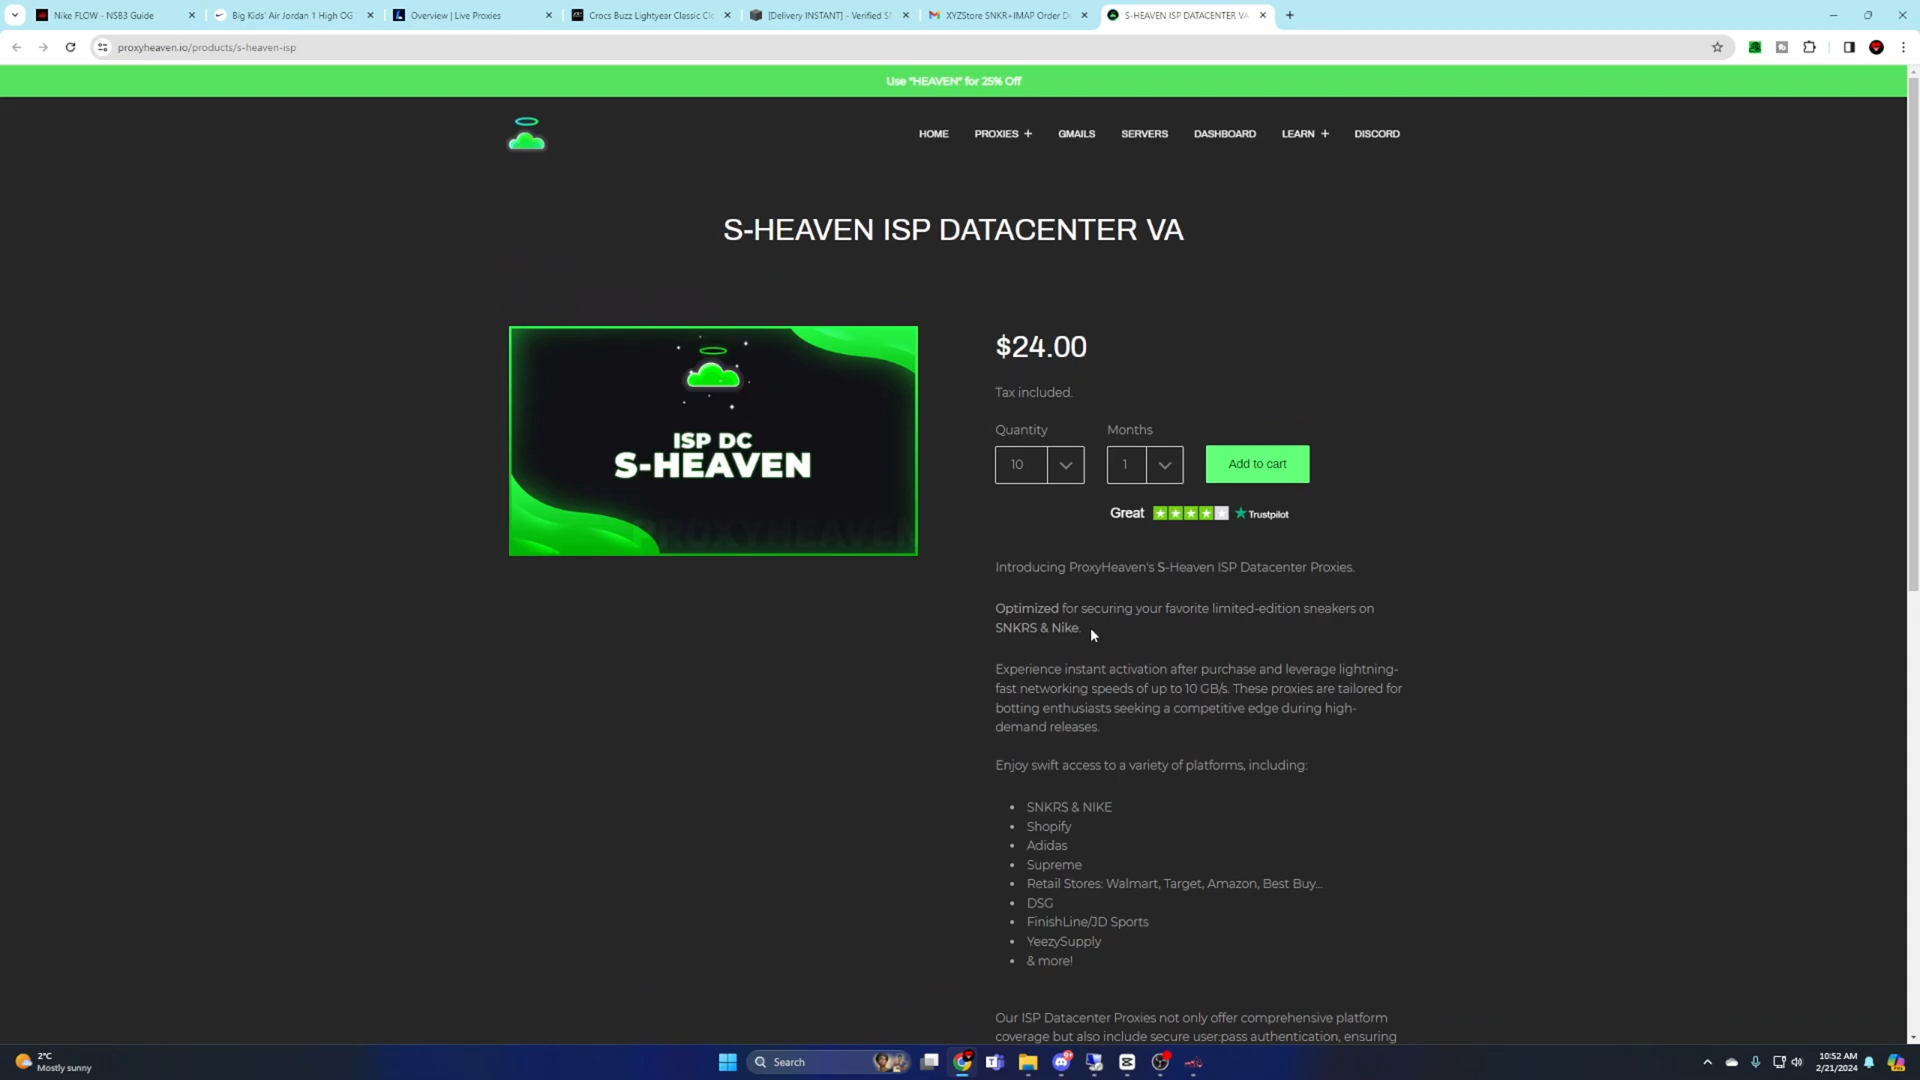 Nike FLOW - NSB3 Guide
Big Kids' Air Jordan 1 High OG
Overview | Live Proxies
Crocs Buzz Lightyear Classic Cl
[Delivery INSTANT] - Verified S
XYZStore SNKR+IMAP Order D
S-HEAVEN ISP DATACENTER VA
proxyheaven.io/products/s-heaven-isp
Use "HEAVEN" for 25% Off
HOME
PROXIES +
GMAILS
SERVERS
DASHBOARD
LEARN +
DISCORD
S-HEAVEN ISP DATACENTER VA
ISP DC
S-HEAVEN
PROXYHEAVEN
$24.00
Tax included.
Quantity
Months
10
1
Add to cart
Great
Trustpilot
Introducing ProxyHeaven's S-Heaven ISP Datacenter Proxies.
Optimized for securing your favorite limited-edition sneakers on
SNKRS & Nike.
Experience instant activation after purchase and leverage lightning-
fast networking speeds of up to 10 GB/s. These proxies are tailored for
botting enthusiasts seeking a competitive edge during high-
demand releases.
Enjoy swift access to a variety of platforms, including:
• SNKRS & NIKE
• Shopify
• Adidas
• Supreme
• Retail Stores: Walmart, Target, Amazon, Best Buy...
• DSG
• FinishLine/JD Sports
• YeezySupply
• & more!
Our ISP Datacenter Proxies not only offer comprehensive platform
coverage but also include secure user:pass authentication, ensuring
2°C
Mostly sunny
Search
10:52 AM
2/21/2024